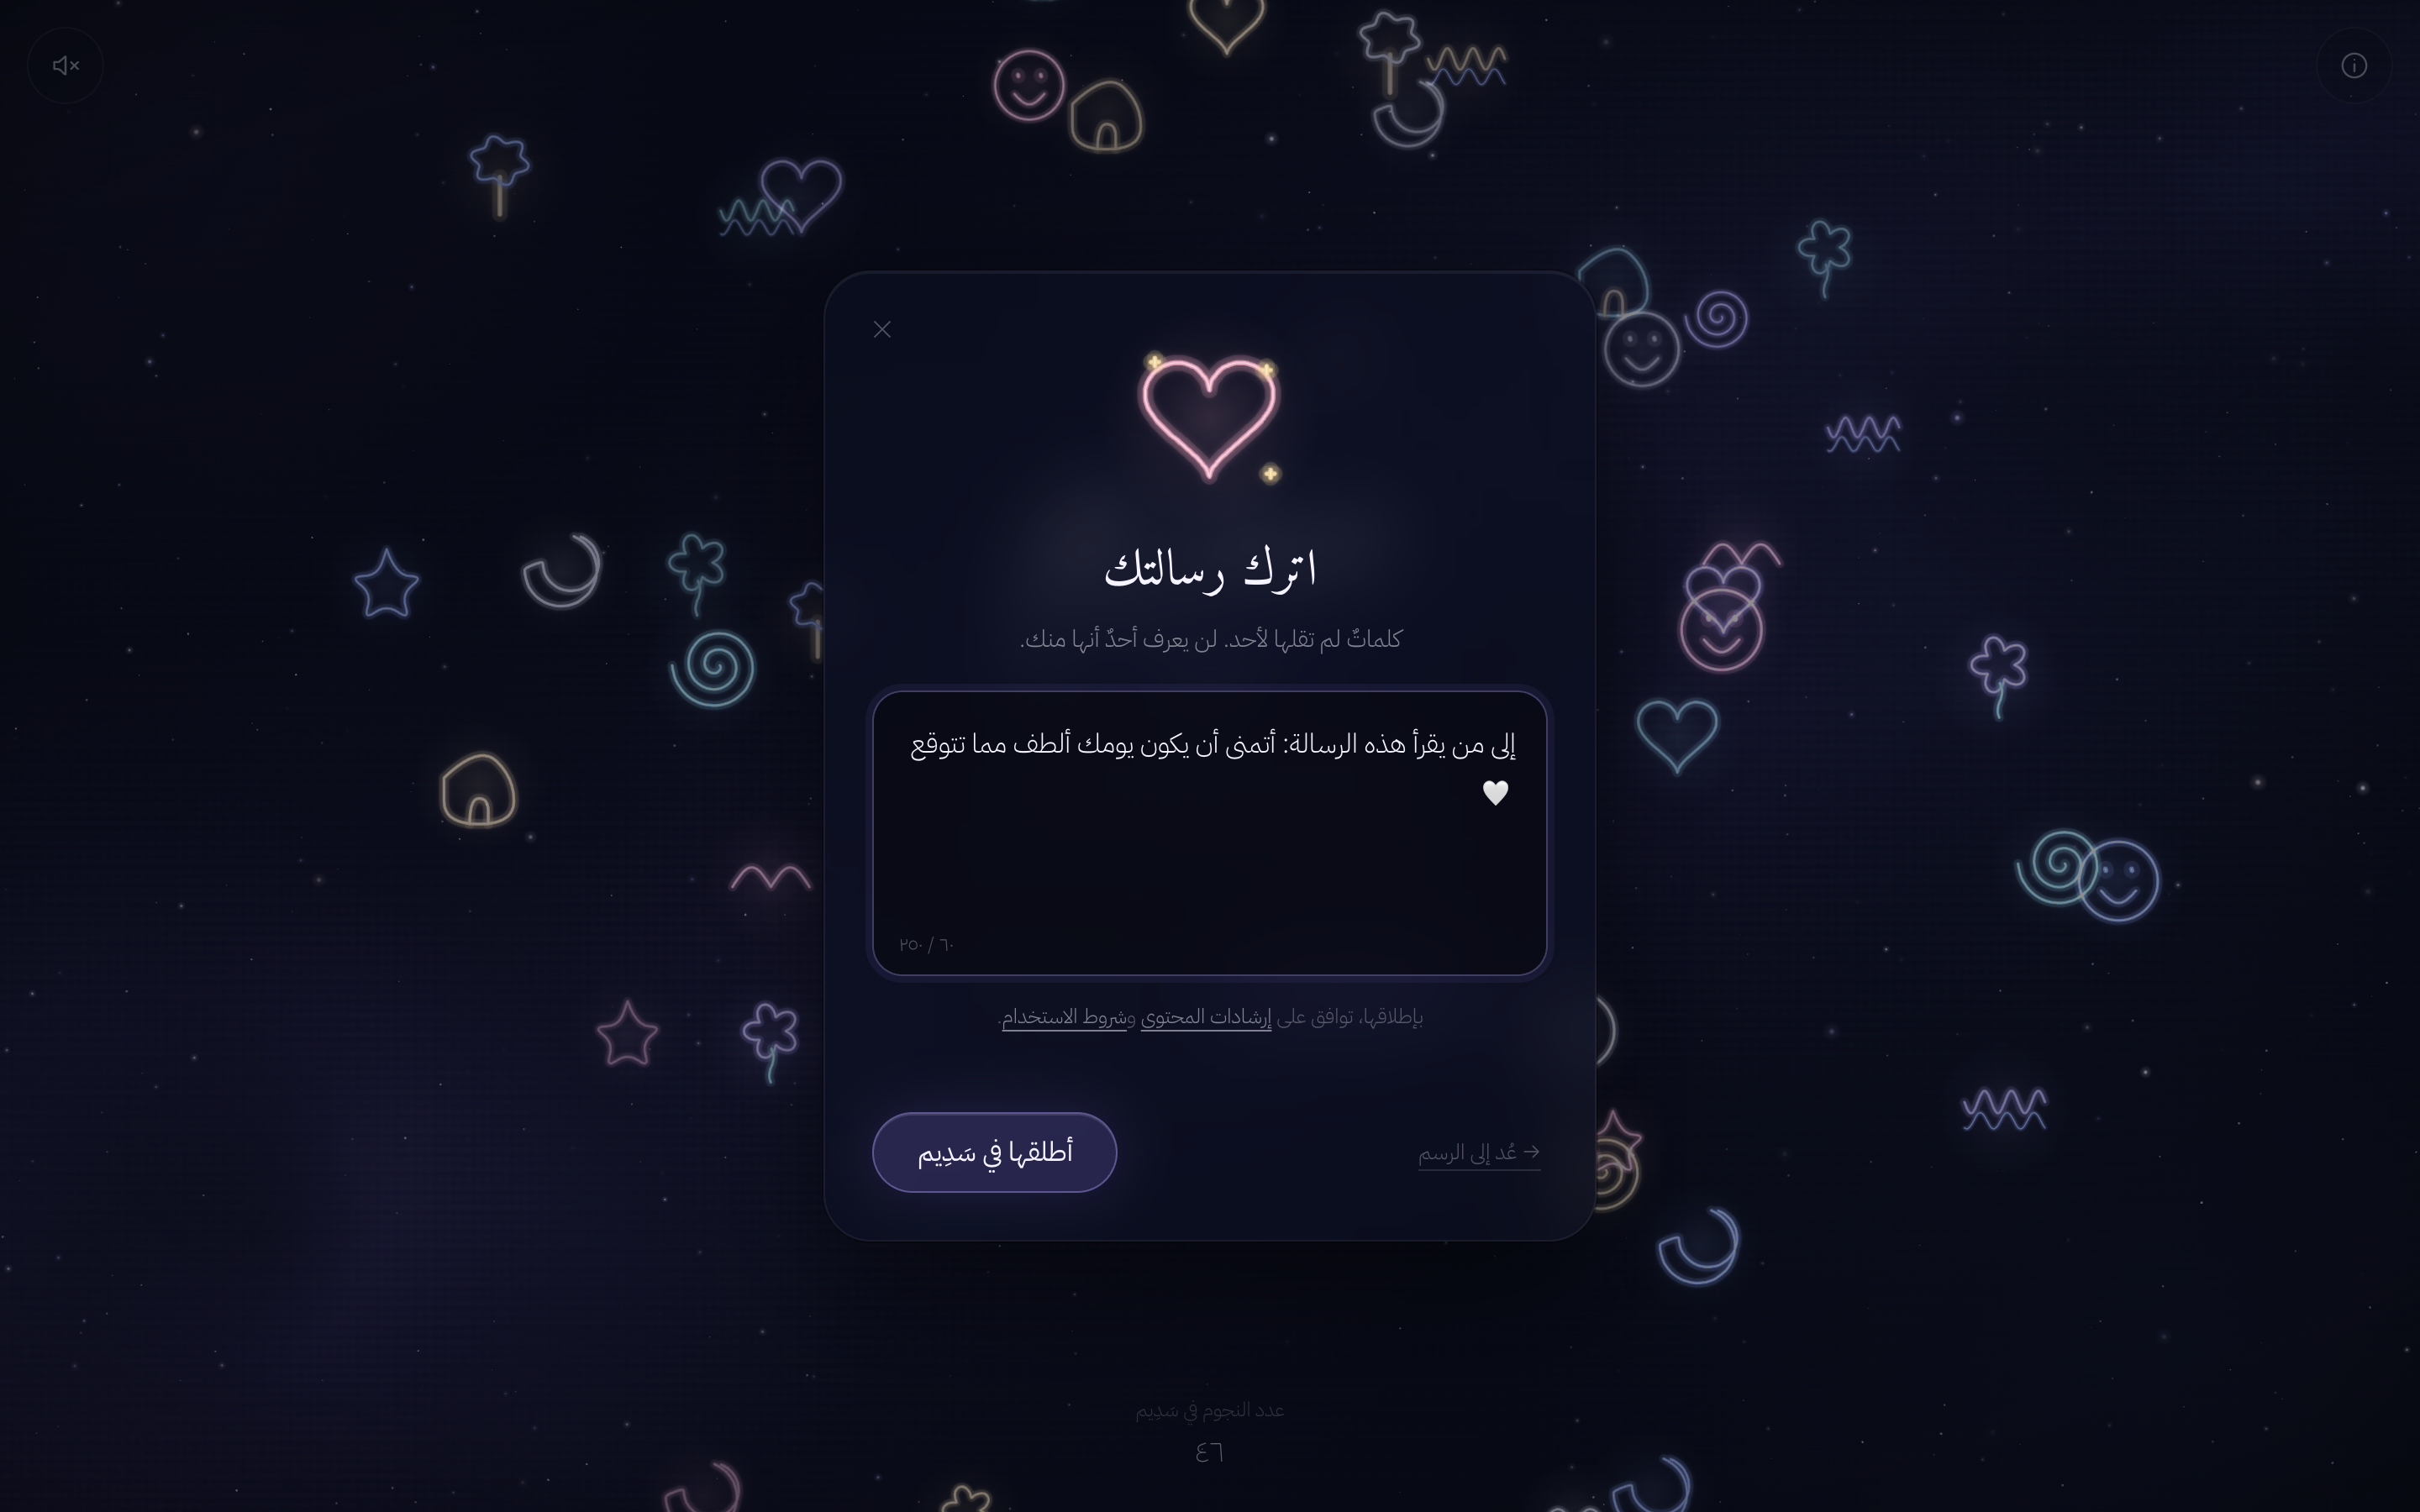 اترك رسالتك
كلماتٌ لم تقلها لأحد. لن يعرف أحدٌ أنها منك.
إلى من يقرأ هذه الرسالة: أتمنى أن يكون يومك ألطف مما تتوقع
🤍
٦٠ / ٢٥٠
بإطلاقها، توافق على إرشادات المحتوى وشروط الاستخدام.
→ عُد إلى الرسم
أطلقها في سَدِيم
عدد النجوم في سَدِيم
٤٦